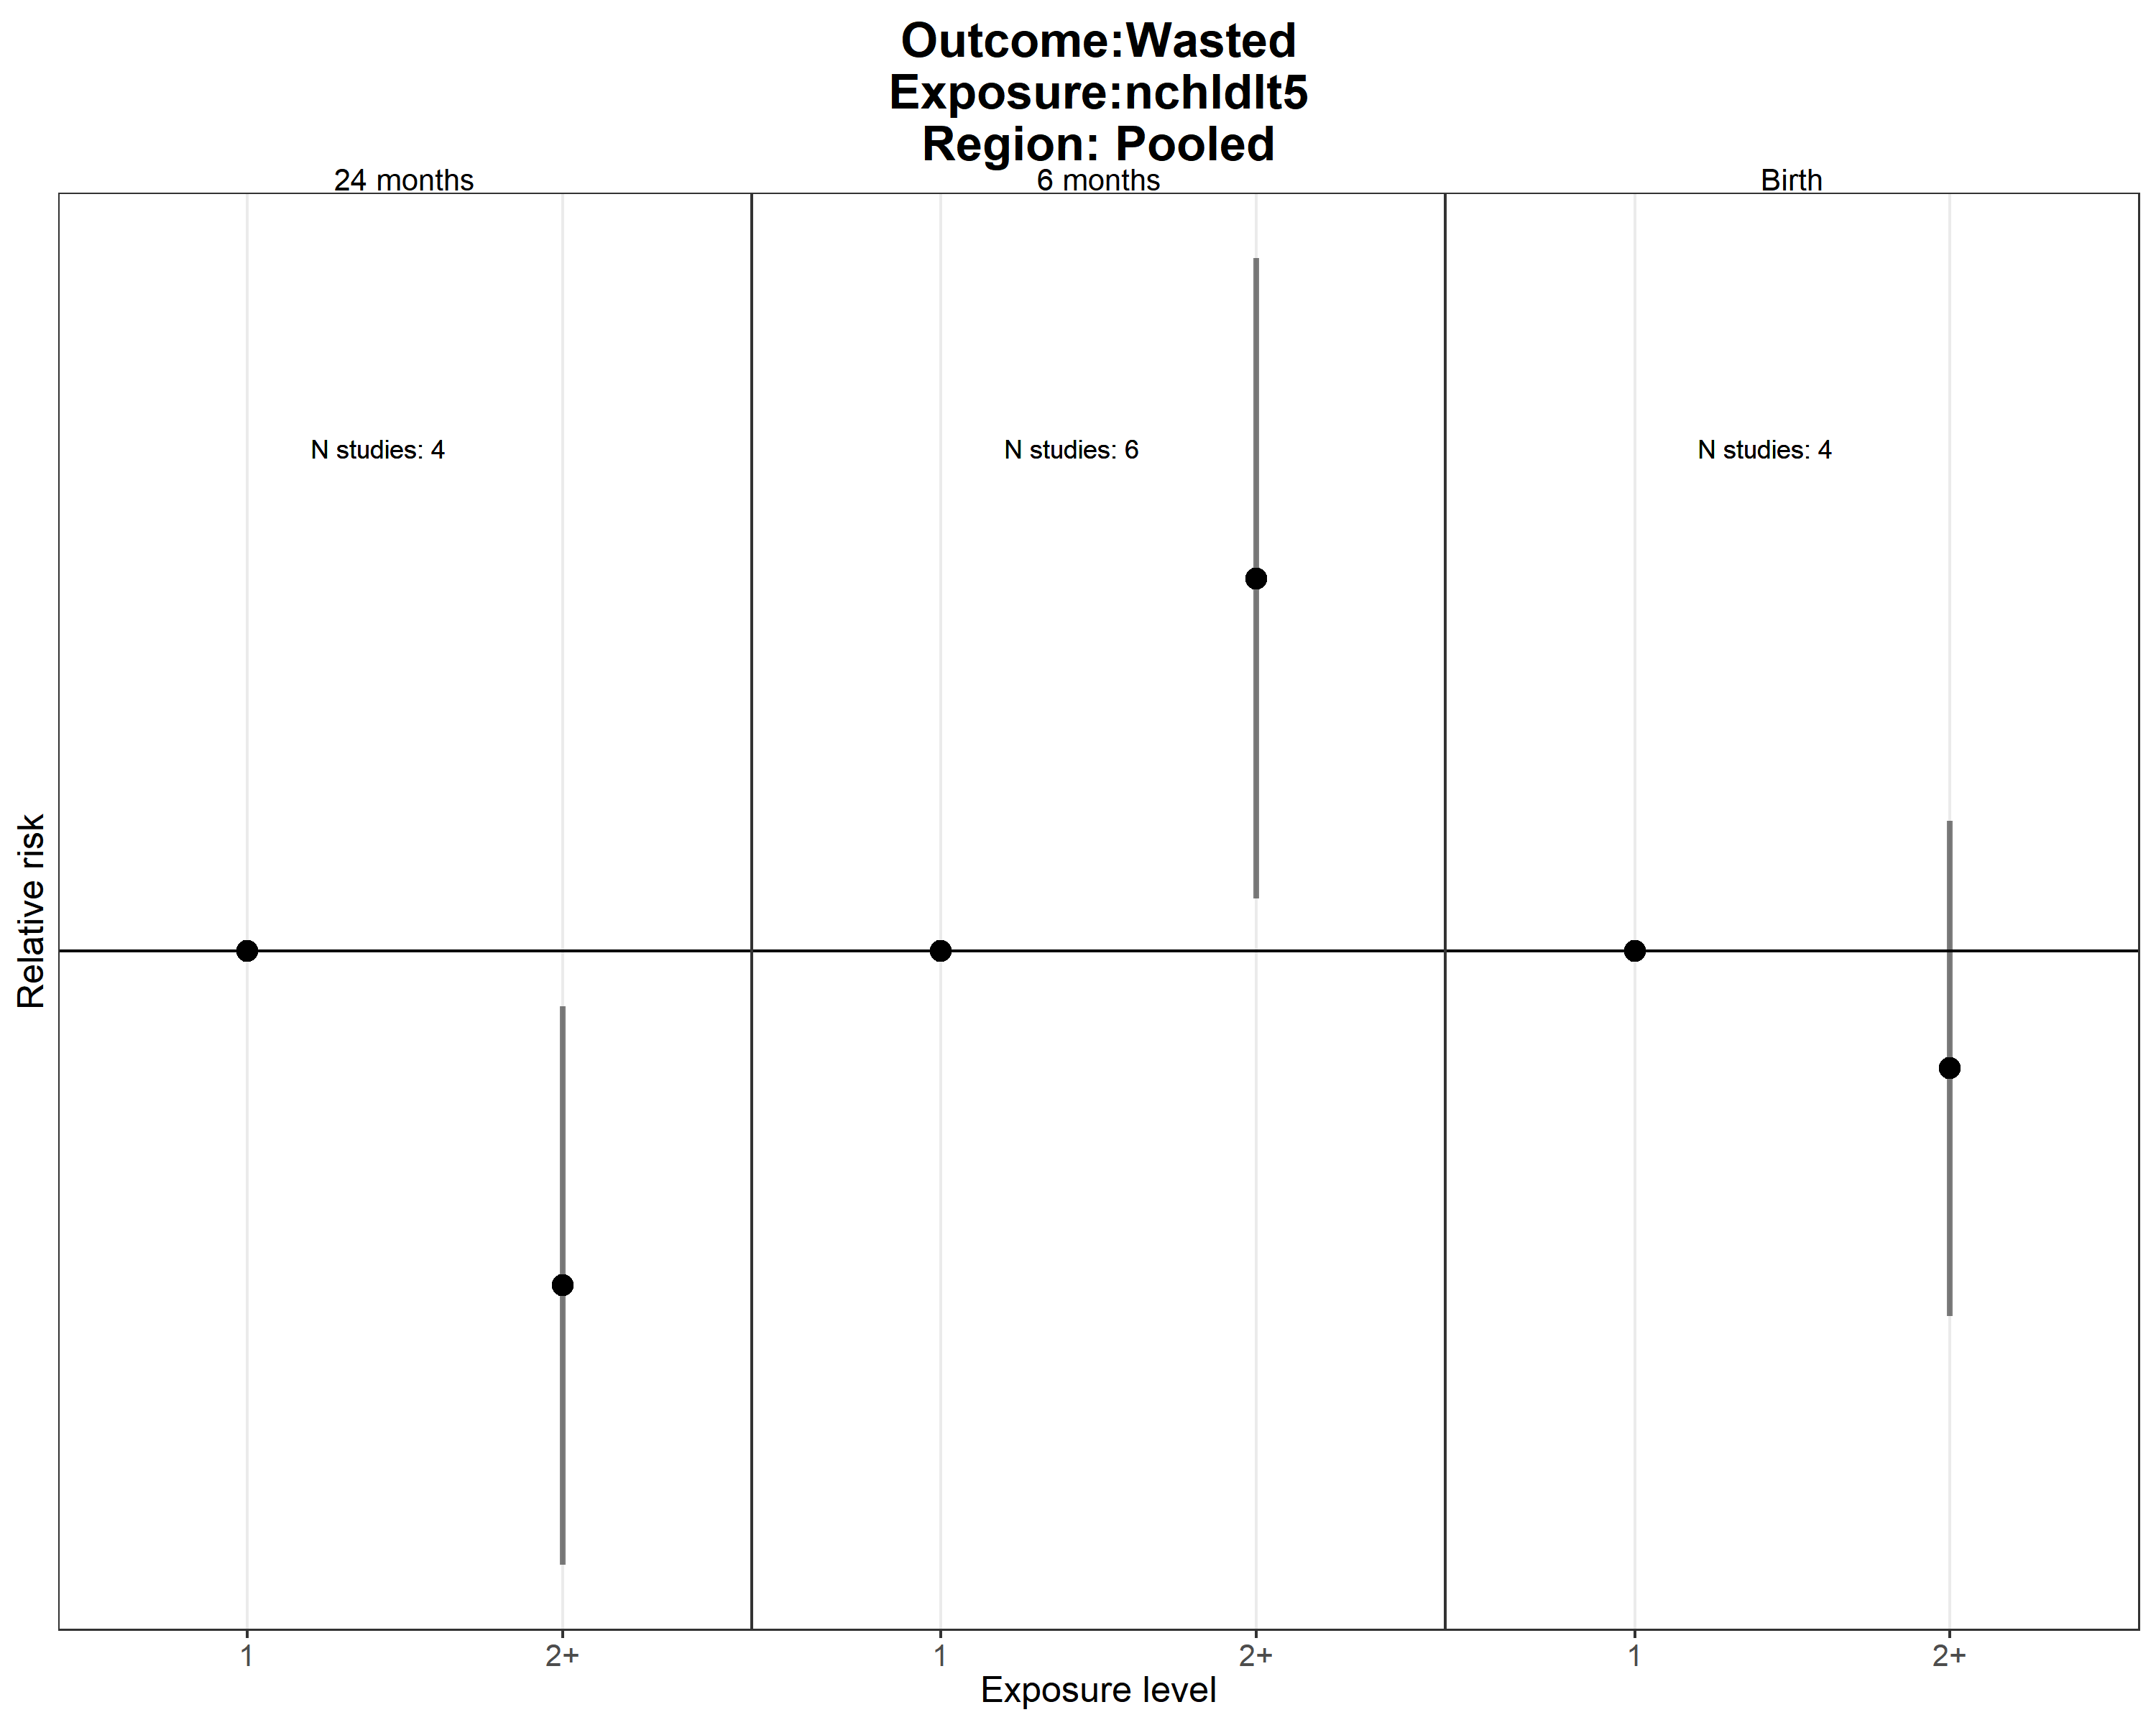 Outcome:Wasted
Exposure:nchldlt5
Region: Pooled
24 months
6 months
Birth
N studies: 4
N studies: 6
N studies: 4
Relative risk
1
2+
1
2+
1
2+
Exposure level